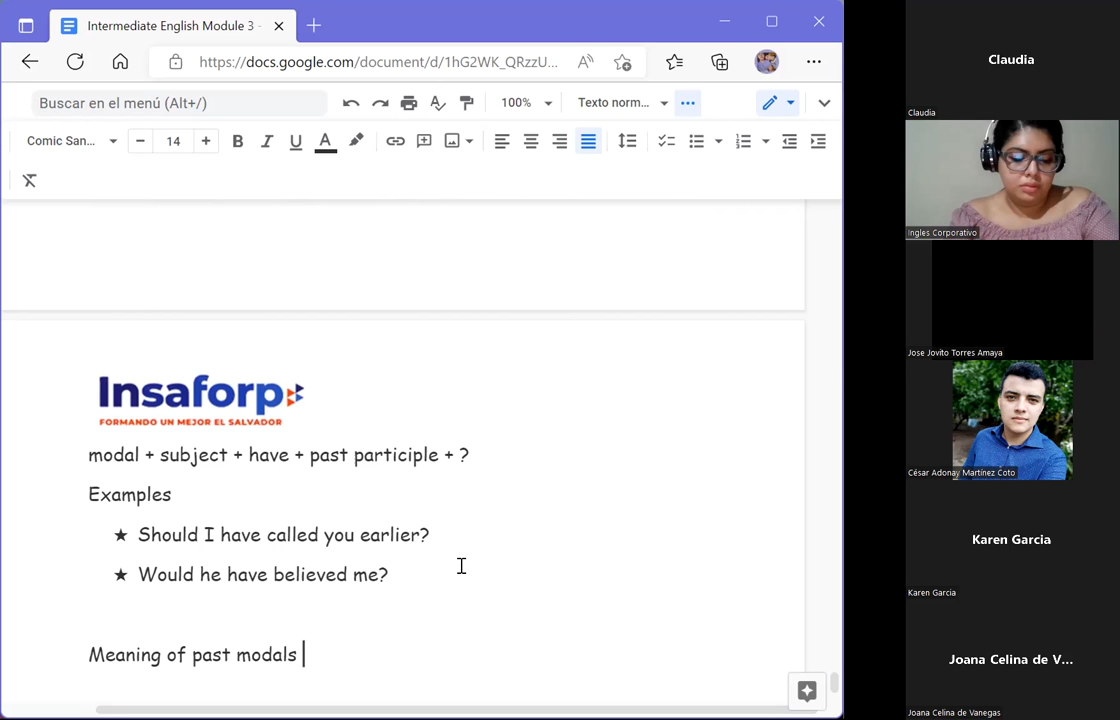 Intermediate English Module 3 -
https://docs.google.com/document/d/1hG2WK_QRzzU...
Buscar en el menú (Alt+/)
100%
Texto norm...
Comic San...
14
B I U A
Insaforp
FORMANDO UN MEJOR EL SALVADOR
modal + subject + have + past participle + ?
Examples
★ Should I have called you earlier?
★ Would he have believed me?
Meaning of past modals
Claudia
Claudia
Ingles Corporativo
Jose Jovito Torres Amaya
César Adonay Martínez Coto
Karen Garcia
Karen Garcia
Joana Celina de V...
Joana Celina de Vanegas